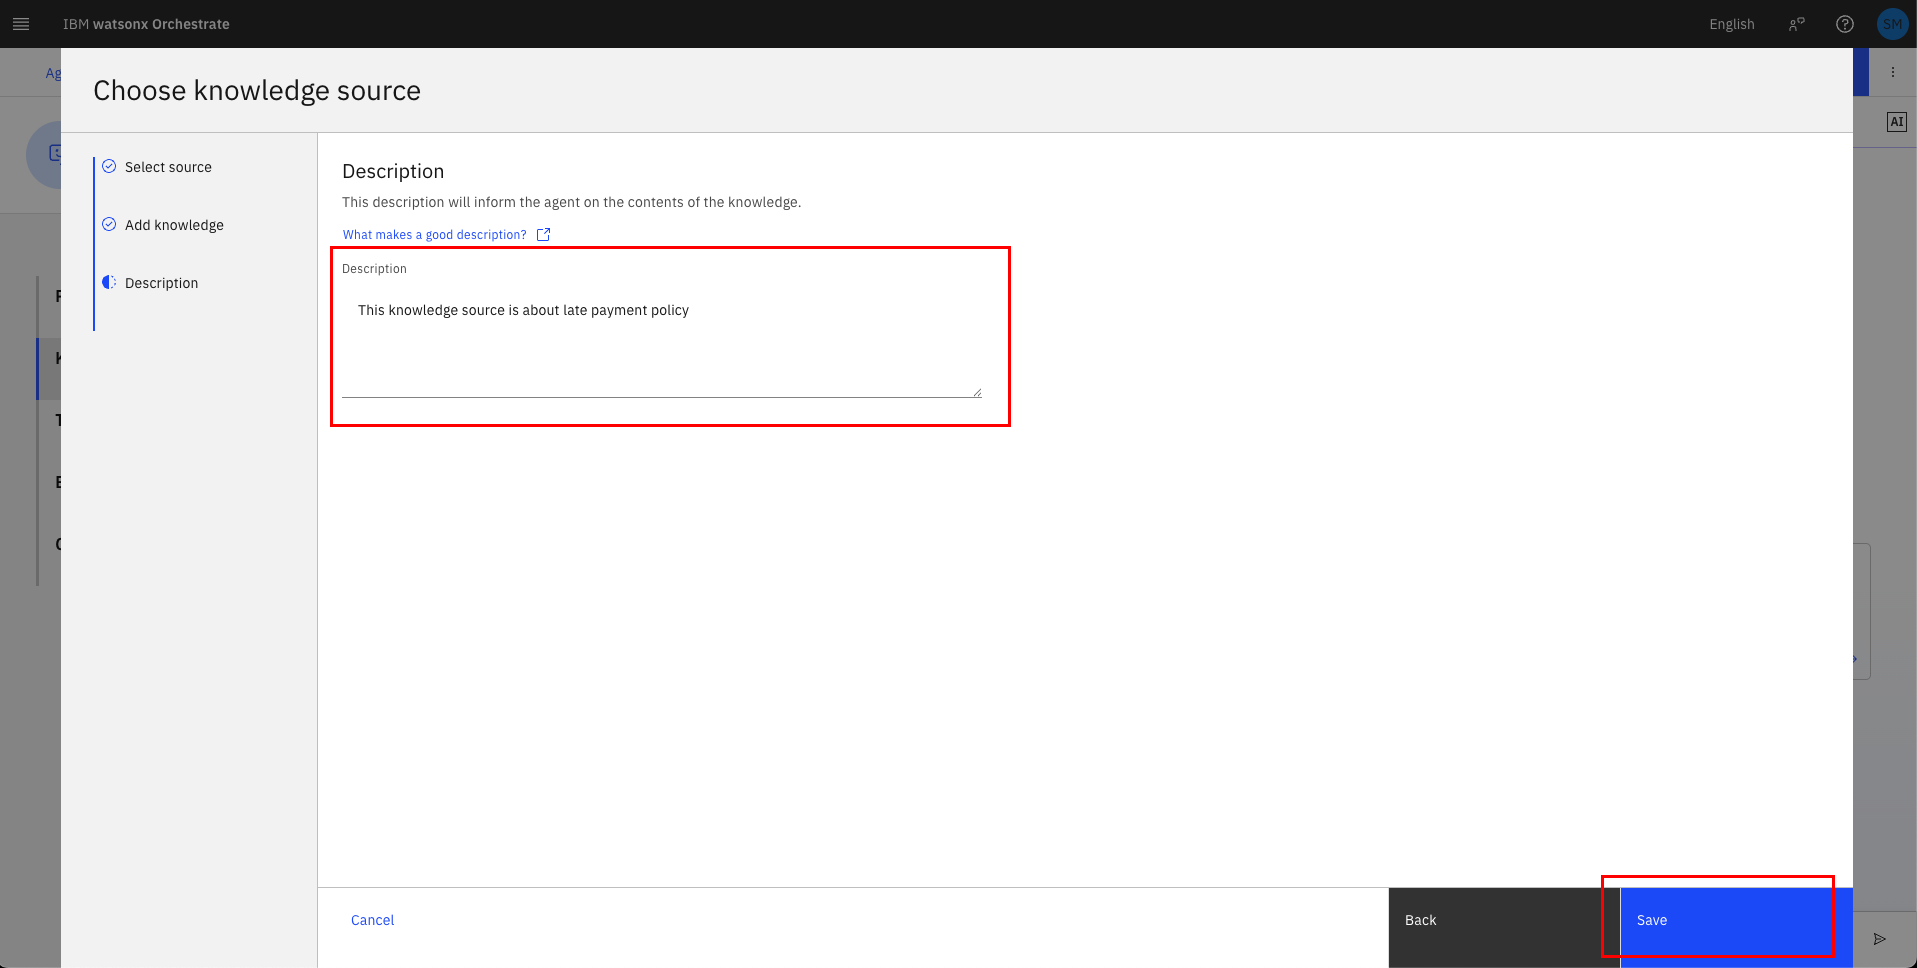 IBM watsonx Orchestrate
English
SM
Ag
AI
Choose knowledge source
Select source
Add knowledge
Description
Description
This description will inform the agent on the contents of the knowledge.
What makes a good description?
Description
This knowledge source is about late payment policy
Cancel
Back
Save